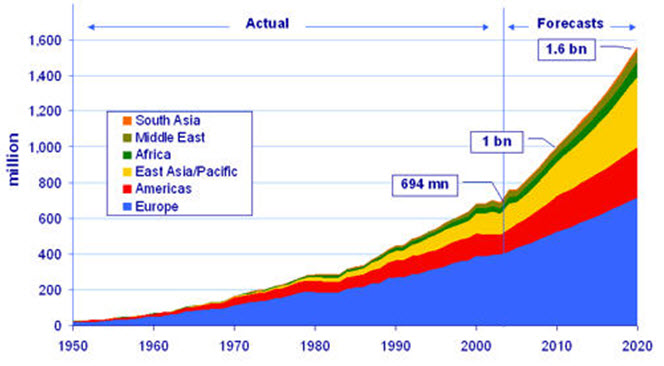 Actual
Forecasts
1,600
1,400
1,200
1,000
800
600
400
200
0
million
1.6 bn
1 bn
694 mn
South Asia
Middle East
Africa
East Asia/Pacific
Americas
Europe
1950
1960
1970
1980
1990
2000
2010
2020